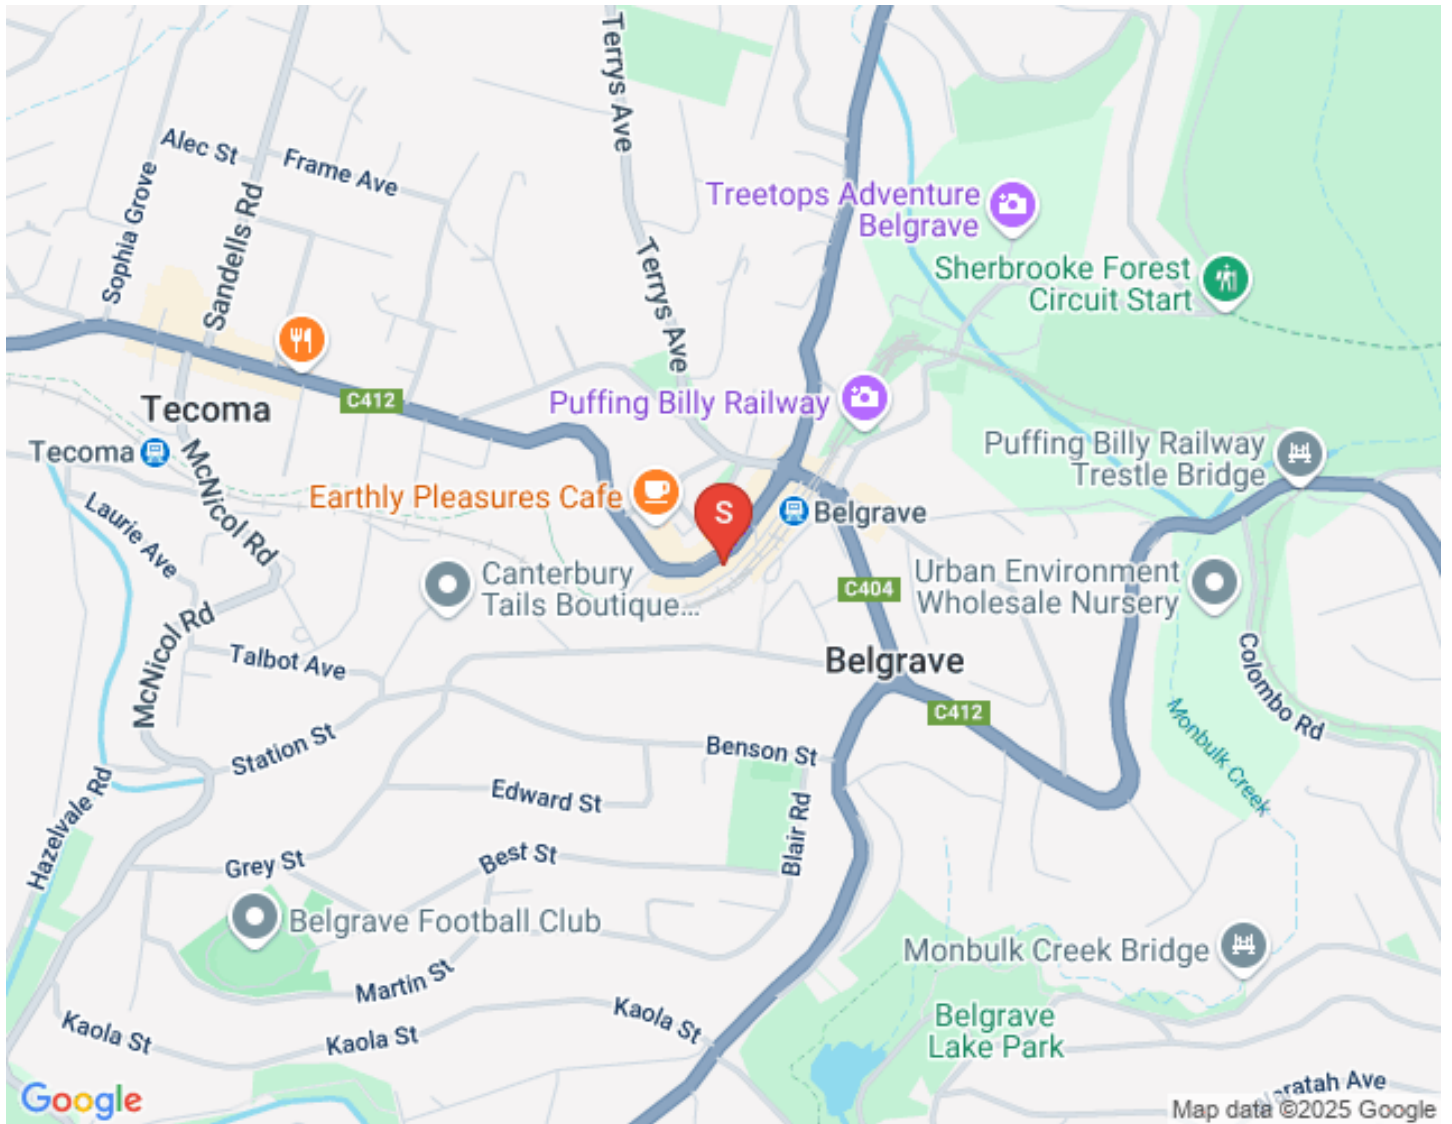 Terrys Ave
Alec St
Frame Ave
Sophia Grove
Sandells Rd
Terrys Ave
Treetops Adventure
Belgrave
Sherbrooke Forest
Circuit Start
C412
Tecoma
Puffing Billy Railway
Tecoma
McNicol Rd
Puffing Billy Railway
Trestle Bridge
Earthly Pleasures Cafe
S
Belgrave
Laurie Ave
Canterbury
Tails Boutique...
C404
Urban Environment
Wholesale Nursery
McNicol Rd
Talbot Ave
Belgrave
Colombo Rd
C412
Station St
Benson St
Monbulk Creek
Hazelvale Rd
Edward St
Blair Rd
Grey St
Best St
Belgrave Football Club
Monbulk Creek Bridge
Martin St
Kaola St
Kaola St
Kaola St
Belgrave
Lake Park
Google
Map data ©2025 Google